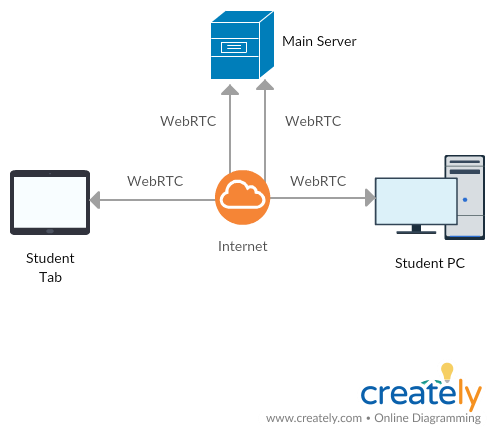 Main Server
WebRTC
WebRTC
WebRTC
WebRTC
Internet
Student
Tab
Student PC
creately
www.creately.com • Online Diagramming